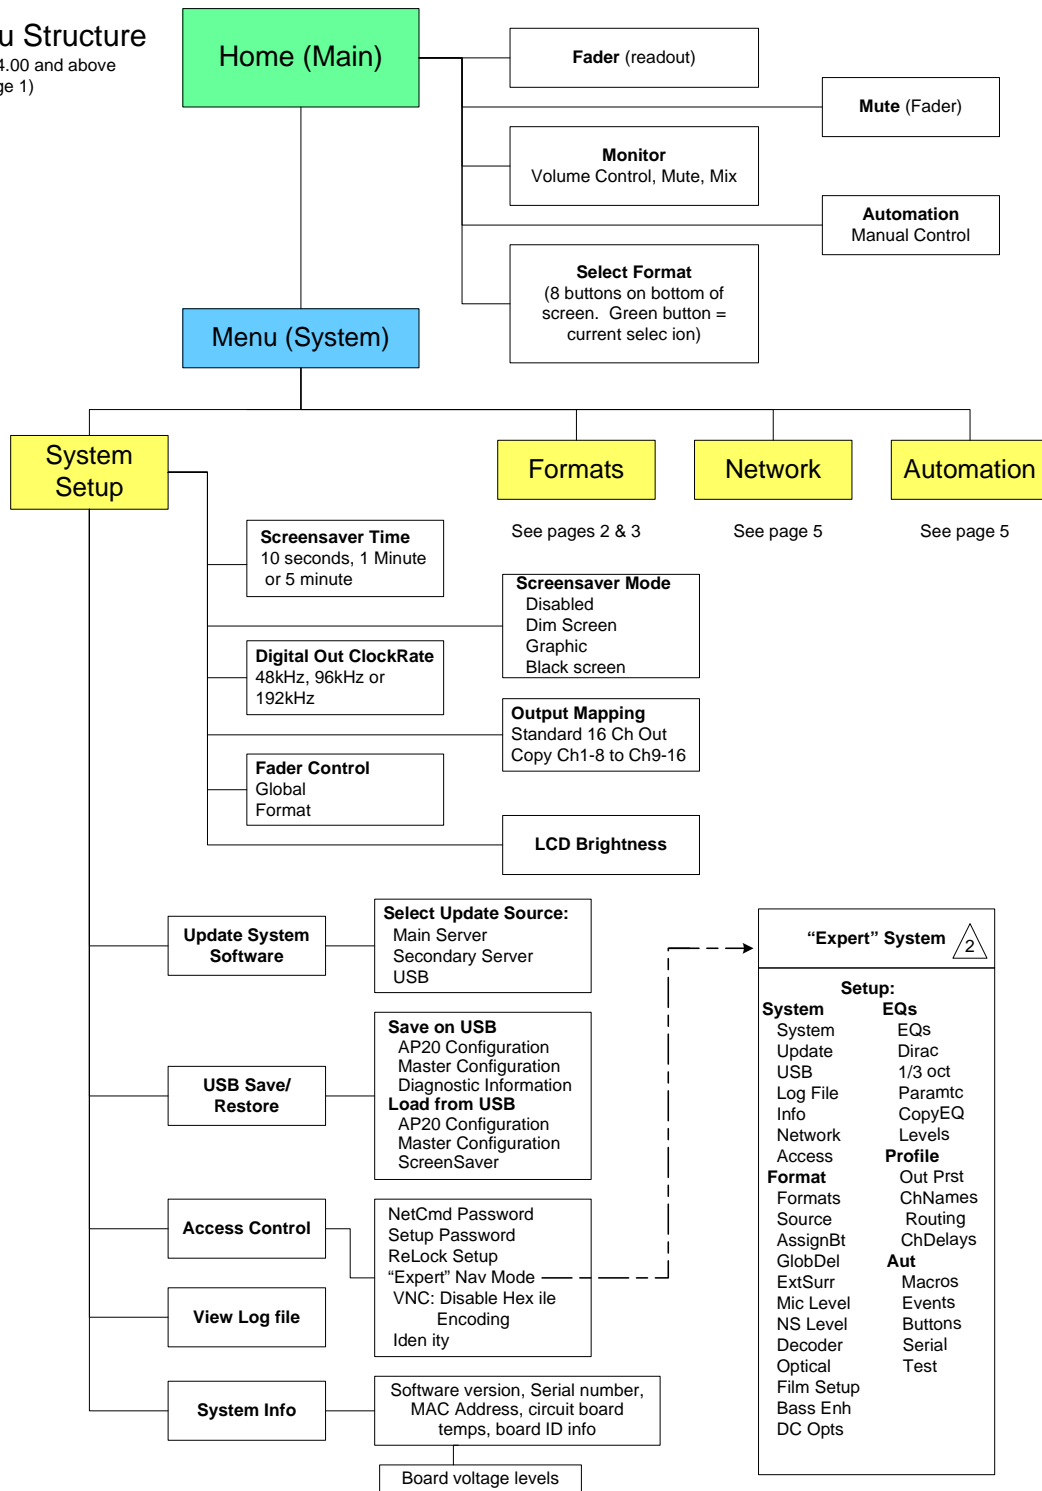 u Structure
4.00 and above
ge 1)
Home (Main)
Fader (readout)
Mute (Fader)
Monitor
Volume Control, Mute, Mix
Automation
Manual Control
Select Format
(8 buttons on bottom of
screen. Green button =
current selec ion)
Menu (System)
System
Setup
Formats
Network
Automation
See pages 2 & 3
See page 5
See page 5
Screensaver Time
10 seconds, 1 Minute
or 5 minute
Screensaver Mode
Disabled
Dim Screen
Graphic
Black screen
Digital Out ClockRate
48kHz, 96kHz or
192kHz
Output Mapping
Standard 16 Ch Out
Copy Ch1-8 to Ch9-16
Fader Control
Global
Format
LCD Brightness
Update System
Software
Select Update Source:
Main Server
Secondary Server
USB
USB Save/
Restore
Save on USB
AP20 Configuration
Master Configuration
Diagnostic Information
Load from USB
AP20 Configuration
Master Configuration
ScreenSaver
Access Control
NetCmd Password
Setup Password
ReLock Setup
“Expert” Nav Mode
VNC: Disable Hex ile
Encoding
Iden ity
View Log file
System Info
Software version, Serial number,
MAC Address, circuit board
temps, board ID info
Board voltage levels
“Expert” System
2
Setup:
System
System
Update
USB
Log File
Info
Network
Access
Format
Formats
Source
AssignBt
GlobDel
ExtSurr
Mic Level
NS Level
Decoder
Optical
Film Setup
Bass Enh
DC Opts
EQs
EQs
Dirac
1/3 oct
Paramtc
CopyEQ
Levels
Profile
Out Prst
ChNames
Routing
ChDelays
Aut
Macros
Events
Buttons
Serial
Test